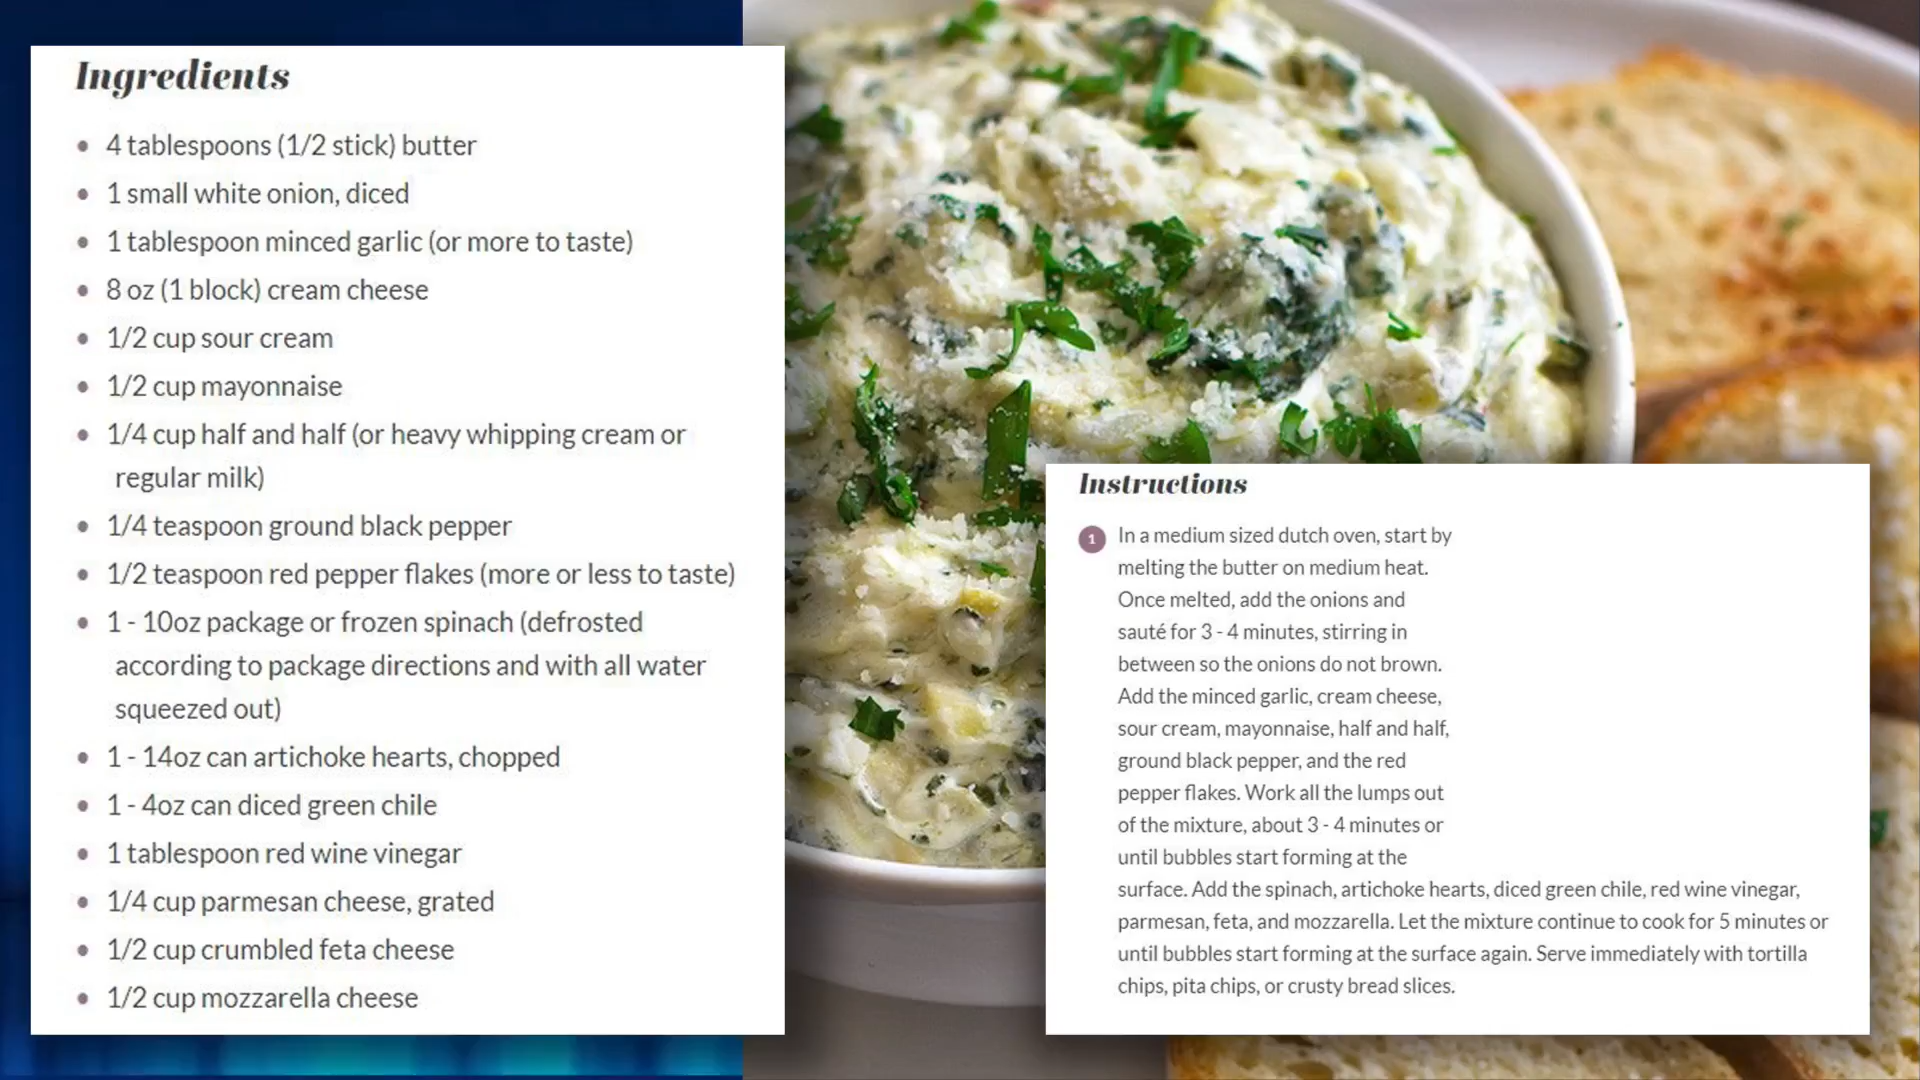 Ingredients
4 tablespoons (1/2 stick) butter
1 small white onion, diced
1 tablespoon minced garlic (or more to taste)
8 oz (1 block) cream cheese
1/2 cup sour cream
1/2 cup mayonnaise
1/4 cup half and half (or heavy whipping cream or
regular milk)
1/4 teaspoon ground black pepper
1/2 teaspoon red pepper flakes (more or less to taste)
1 - 10oz package or frozen spinach (defrosted
according to package directions and with all water
squeezed out)
1 - 14oz can artichoke hearts, chopped
1 - 4oz can diced green chile
1 tablespoon red wine vinegar
1/4 cup parmesan cheese, grated
1/2 cup crumbled feta cheese
1/2 cup mozzarella cheese
Instructions
1 In a medium sized dutch oven, start by
melting the butter on medium heat.
Once melted, add the onions and
sauté for 3 - 4 minutes, stirring in
between so the onions do not brown.
Add the minced garlic, cream cheese,
sour cream, mayonnaise, half and half,
ground black pepper, and the red
pepper flakes. Work all the lumps out
of the mixture, about 3 - 4 minutes or
until bubbles start forming at the
surface. Add the spinach, artichoke hearts, diced green chile, red wine vinegar,
parmesan, feta, and mozzarella. Let the mixture continue to cook for 5 minutes or
until bubbles start forming at the surface again. Serve immediately with tortilla
chips, pita chips, or crusty bread slices.